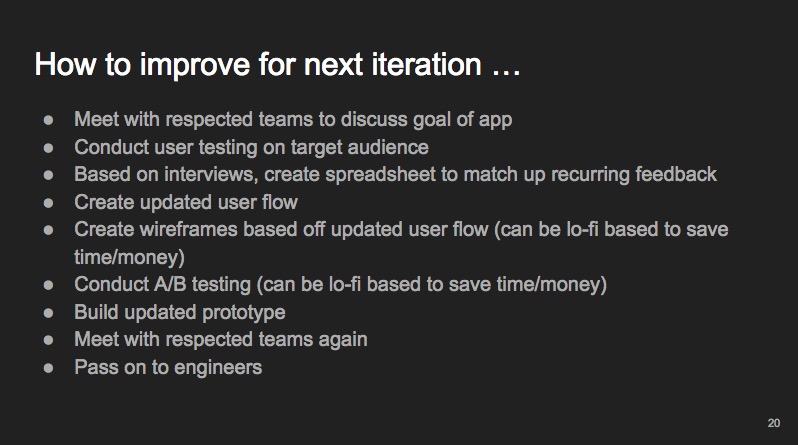 How to improve for next iteration …
● Meet with respected teams to discuss goal of app
● Conduct user testing on target audience
● Based on interviews, create spreadsheet to match up recurring feedback
● Create updated user flow
● Create wireframes based off updated user flow (can be lo-fi based to save
time/money)
● Conduct A/B testing (can be lo-fi based to save time/money)
● Build updated prototype
● Meet with respected teams again
● Pass on to engineers
20